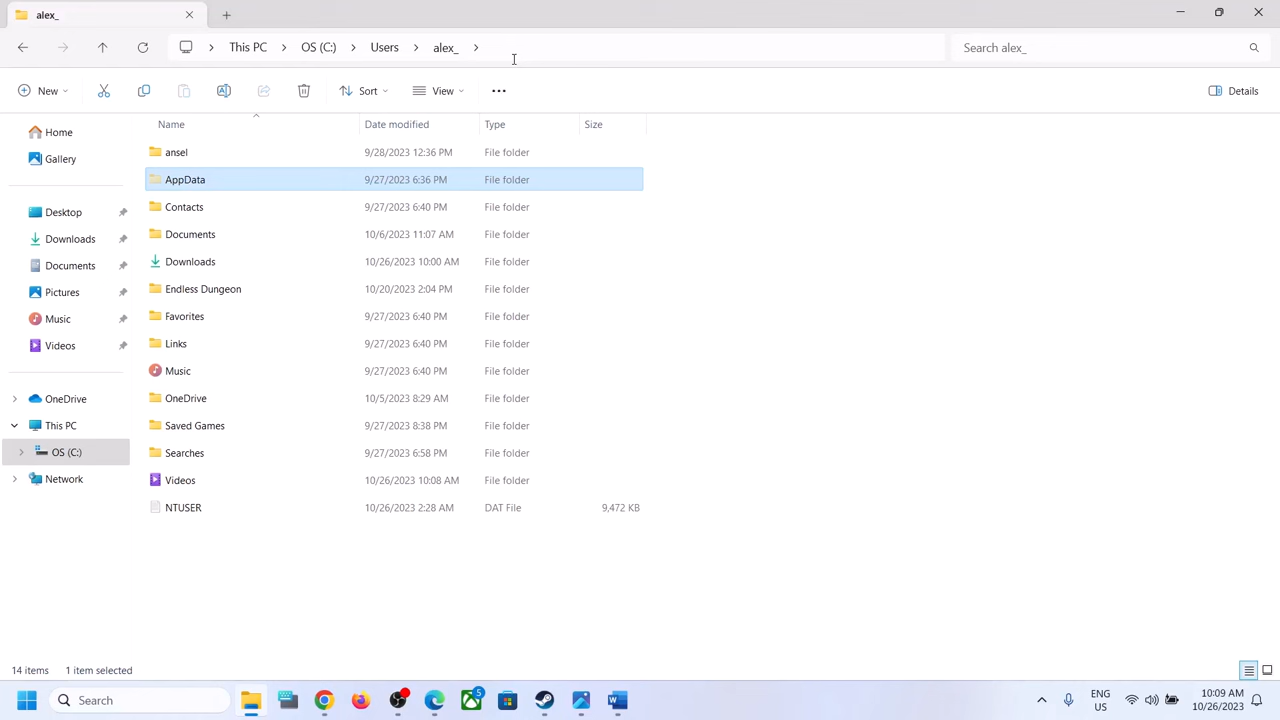 alex_
This PC
OS (C:)
Users
alex_
Search alex_
New
Sort
View
Details
Name
Date modified
Type
Size
Home
Gallery
Desktop
Downloads
Documents
Pictures
Music
Videos
OneDrive
This PC
OS (C:)
Network
ansel 9/28/2023 12:36 PM File folder
AppData 9/27/2023 6:36 PM File folder
Contacts 9/27/2023 6:40 PM File folder
Documents 10/6/2023 11:07 AM File folder
Downloads 10/26/2023 10:00 AM File folder
Endless Dungeon 10/20/2023 2:04 PM File folder
Favorites 9/27/2023 6:40 PM File folder
Links 9/27/2023 6:40 PM File folder
Music 9/27/2023 6:40 PM File folder
OneDrive 10/5/2023 8:29 AM File folder
Saved Games 9/27/2023 8:38 PM File folder
Searches 9/27/2023 6:58 PM File folder
Videos 10/26/2023 10:08 AM File folder
NTUSER 10/26/2023 2:28 AM DAT File 9,472 KB
14 items 1 item selected
Search
5
ENG
US
10:09 AM
10/26/2023